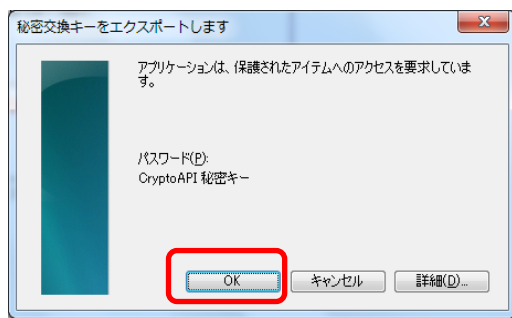 秘密交換キーをエクスポートします
アプリケーションは、保護されたアイテムへのアクセスを要求していま
す。
パスワード(P):
CryptoAPI 秘密キー
OK
キャンセル
詳細(D)...